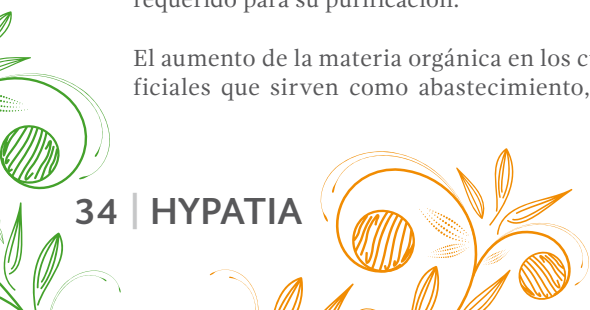 requerido para su purificación.
El aumento de la materia orgánica en los
ficiales que sirven como abastecimiento,
34 | HYPATIA